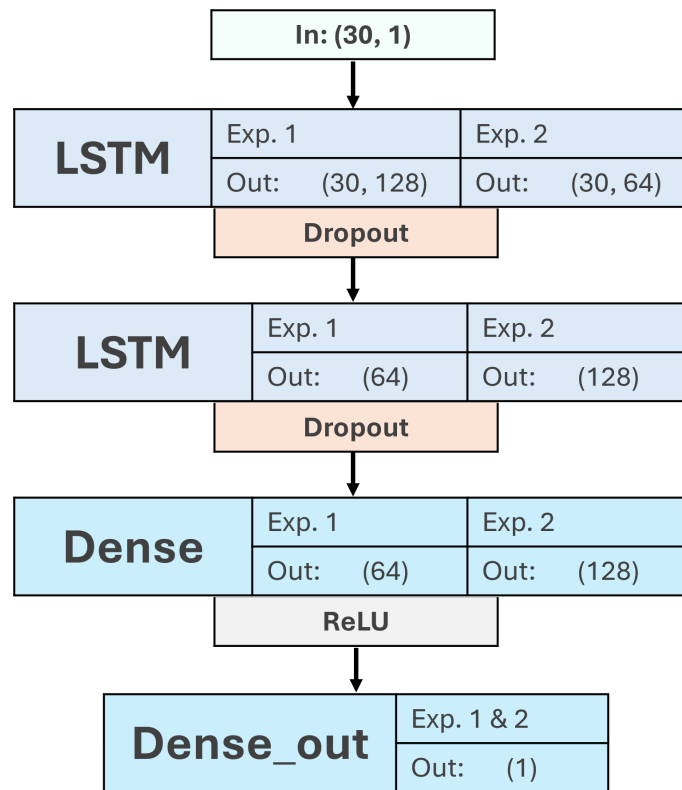 In: (30, 1)
LSTM
Exp. 1
Exp. 2
Out: (30, 128)
Out: (30, 64)
Dropout
LSTM
Exp. 1
Exp. 2
Out: (64)
Out: (128)
Dropout
Dense
Exp. 1
Exp. 2
Out: (64)
Out: (128)
ReLU
Dense_out
Exp. 1 & 2
Out: (1)